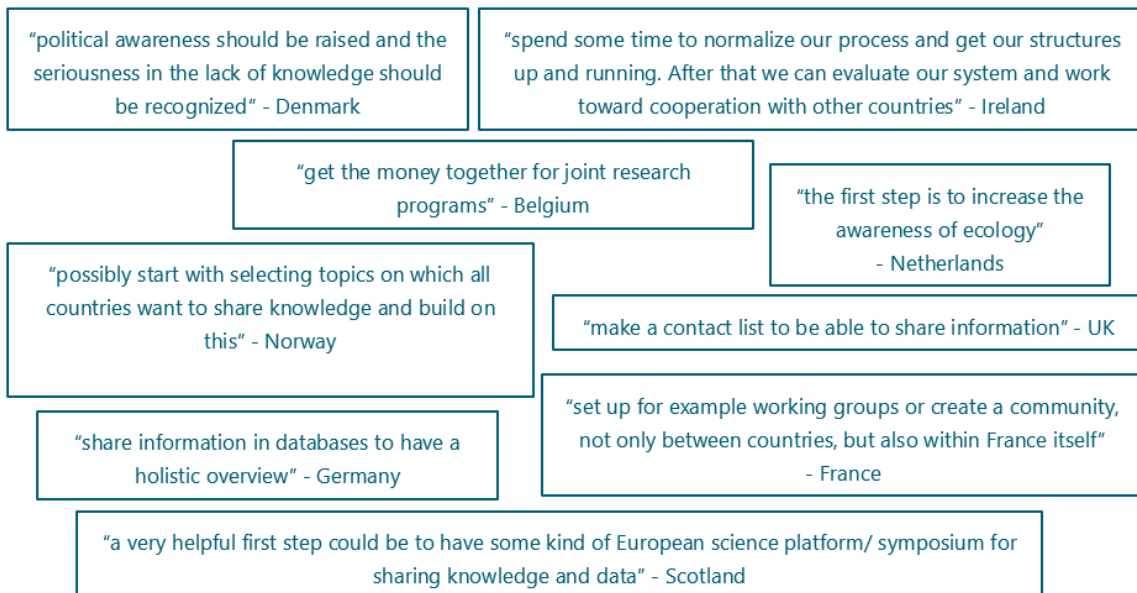 “political awareness should be raised and the
seriousness in the lack of knowledge should
be recognized” - Denmark
“spend some time to normalize our process and get our structures
up and running. After that we can evaluate our system and work
toward cooperation with other countries” - Ireland
“get the money together for joint research
programs” - Belgium
“the first step is to increase the
awareness of ecology”
- Netherlands
“possibly start with selecting topics on which all
countries want to share knowledge and build on
this” - Norway
“make a contact list to be able to share information” - UK
“set up for example working groups or create a community,
not only between countries, but also within France itself”
- France
“share information in databases to have a
holistic overview” - Germany
“a very helpful first step could be to have some kind of European science platform/ symposium for
sharing knowledge and data” - Scotland